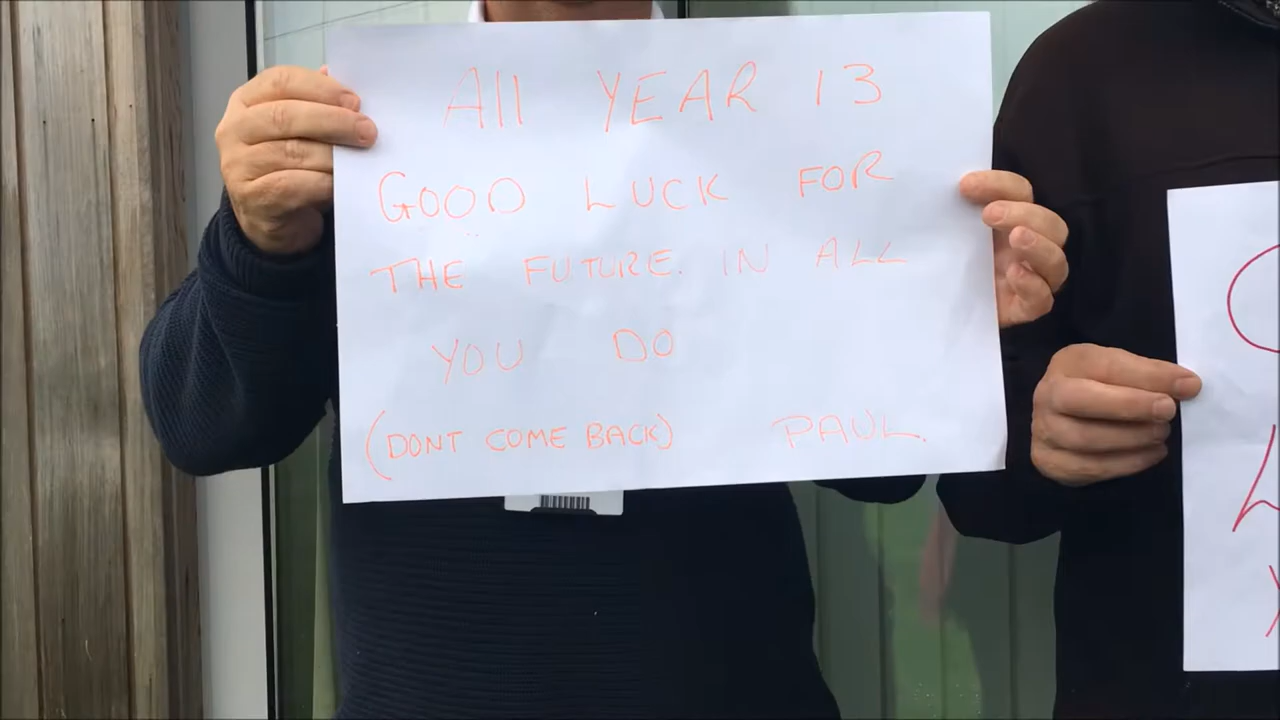 All YEAR 13
GOOD LUCK FOR
THE FUTURE. IN ALL
YOU DO
(DONT COME BACK) PAUL.